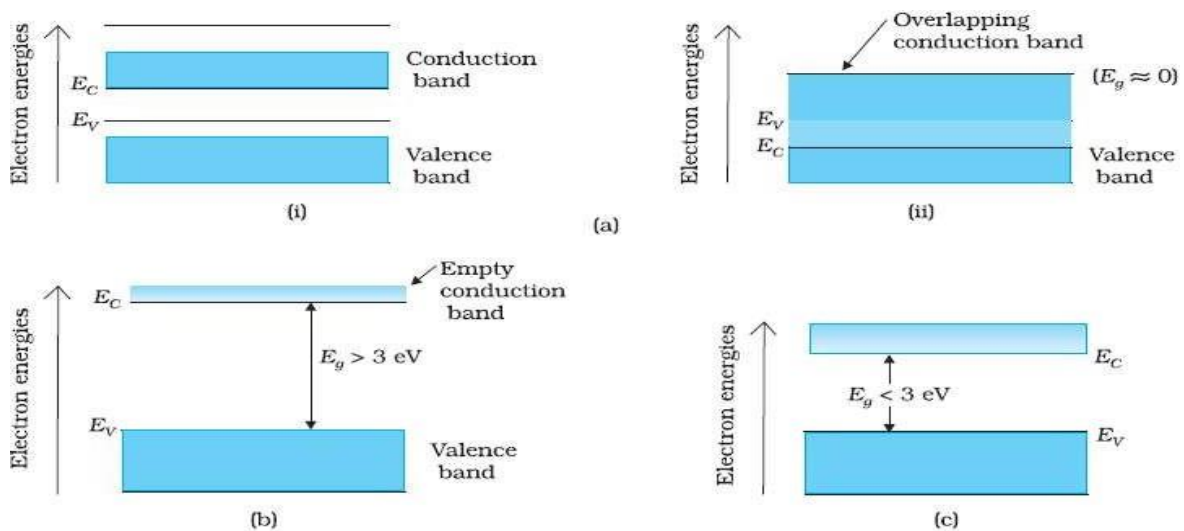 Electron energies
E_C
E_V
Conduction
band
Valence
band
(i)
Electron energies
Overlapping
conduction band
(E_g ≈ 0)
E_V
E_C
Valence
band
(ii)
(a)
Electron energies
E_C
Empty
conduction
band
E_g > 3 eV
E_V
Valence
band
(b)
Electron energies
E_C
E_g < 3 eV
E_V
(c)